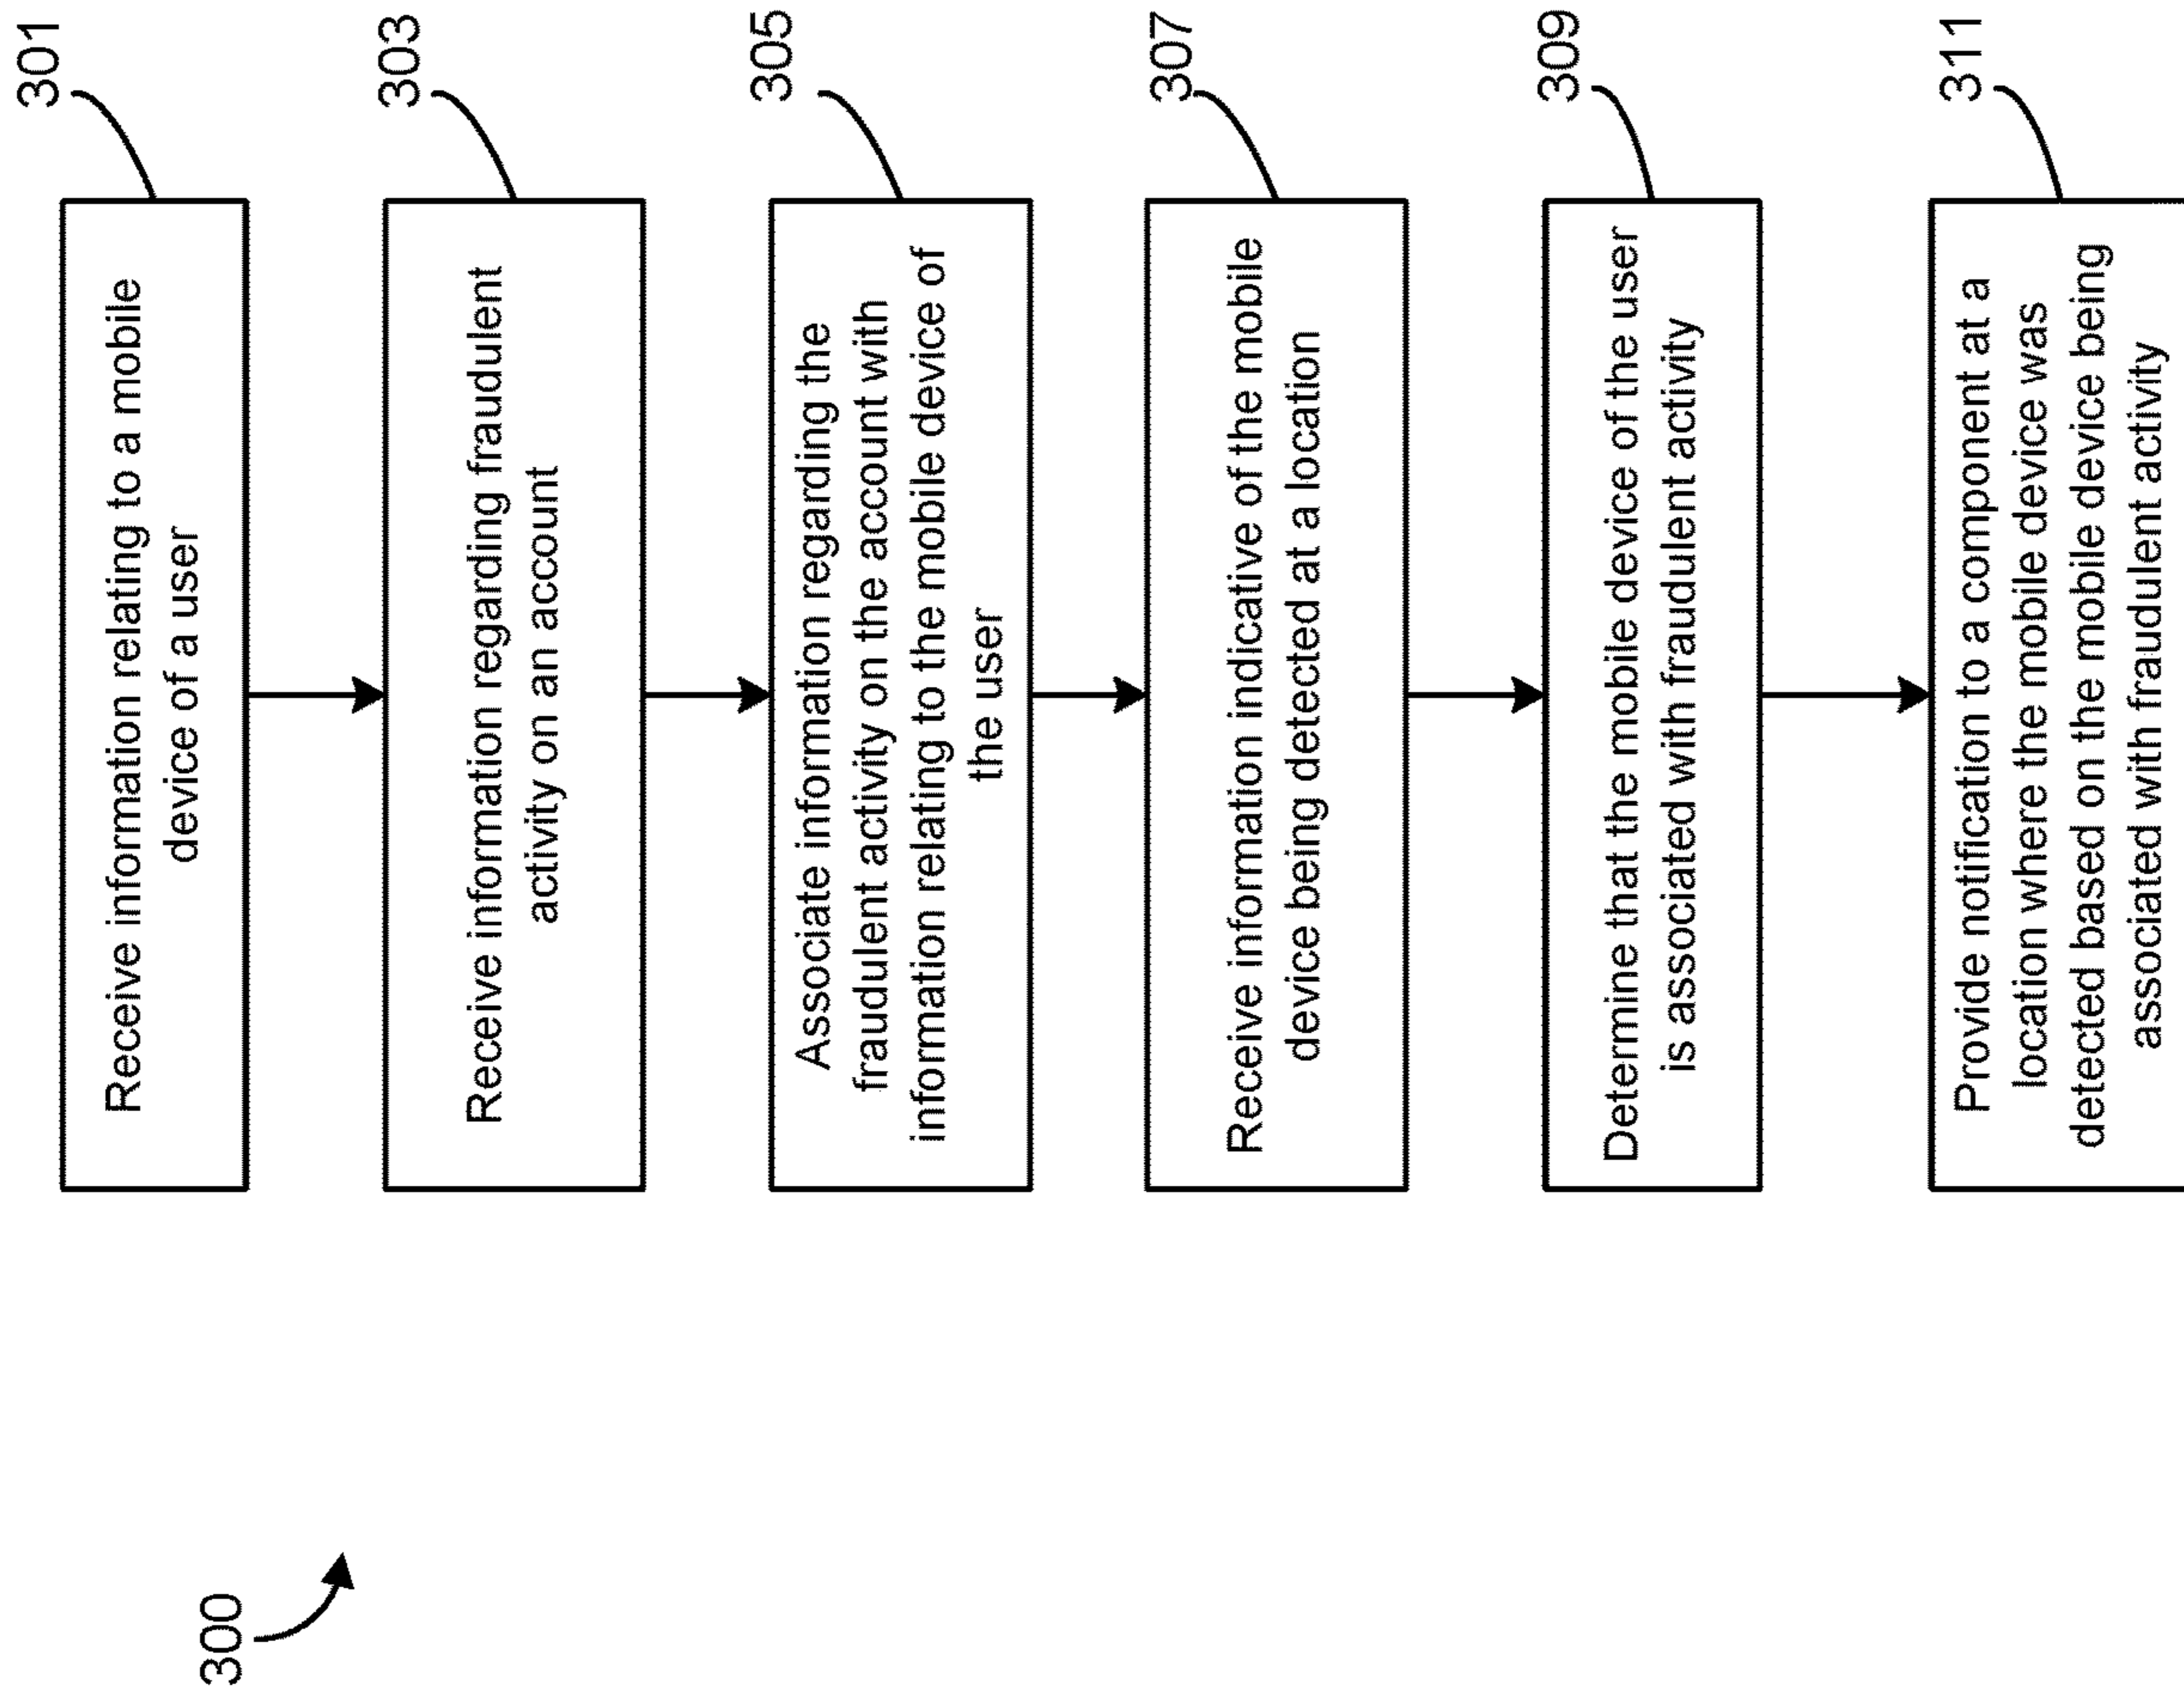 300
301
Receive information relating to a mobile
device of a user
303
Receive information regarding fraudulent
activity on an account
305
Associate information regarding the
fraudulent activity on the account with
information relating to the mobile device of
the user
307
Receive information indicative of the mobile
device being detected at a location
309
Determine that the mobile device of the user
is associated with fraudulent activity
311
Provide notification to a component at a
location where the mobile device was
detected based on the mobile device being
associated with fraudulent activity